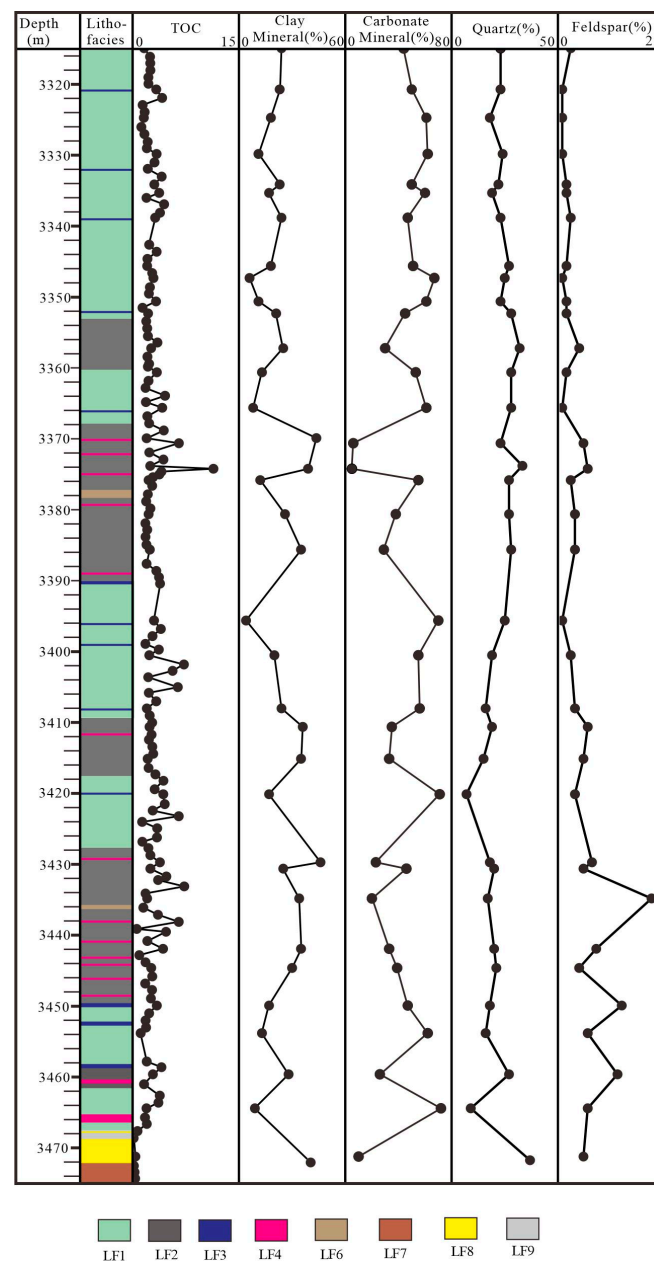 Depth
(m)
Litho-
facies
TOC
15
Clay
Mineral(%)
0 60
Carbonate
Mineral(%)
0 80
Quartz(%)
0 50
Feldspar(%)
0 2
3320
3330
3340
3350
3360
3370
3380
3390
3400
3410
3420
3430
3440
3450
3460
3470
LF1 LF2 LF3 LF4 LF6 LF7 LF8 LF9